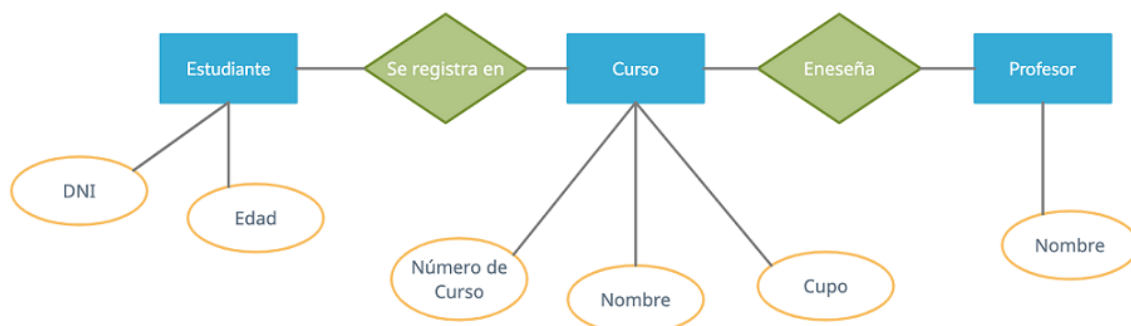 Estudiante
Se registra en
Curso
Eneseña
Profesor
DNI
Edad
Número de
Curso
Nombre
Cupo
Nombre